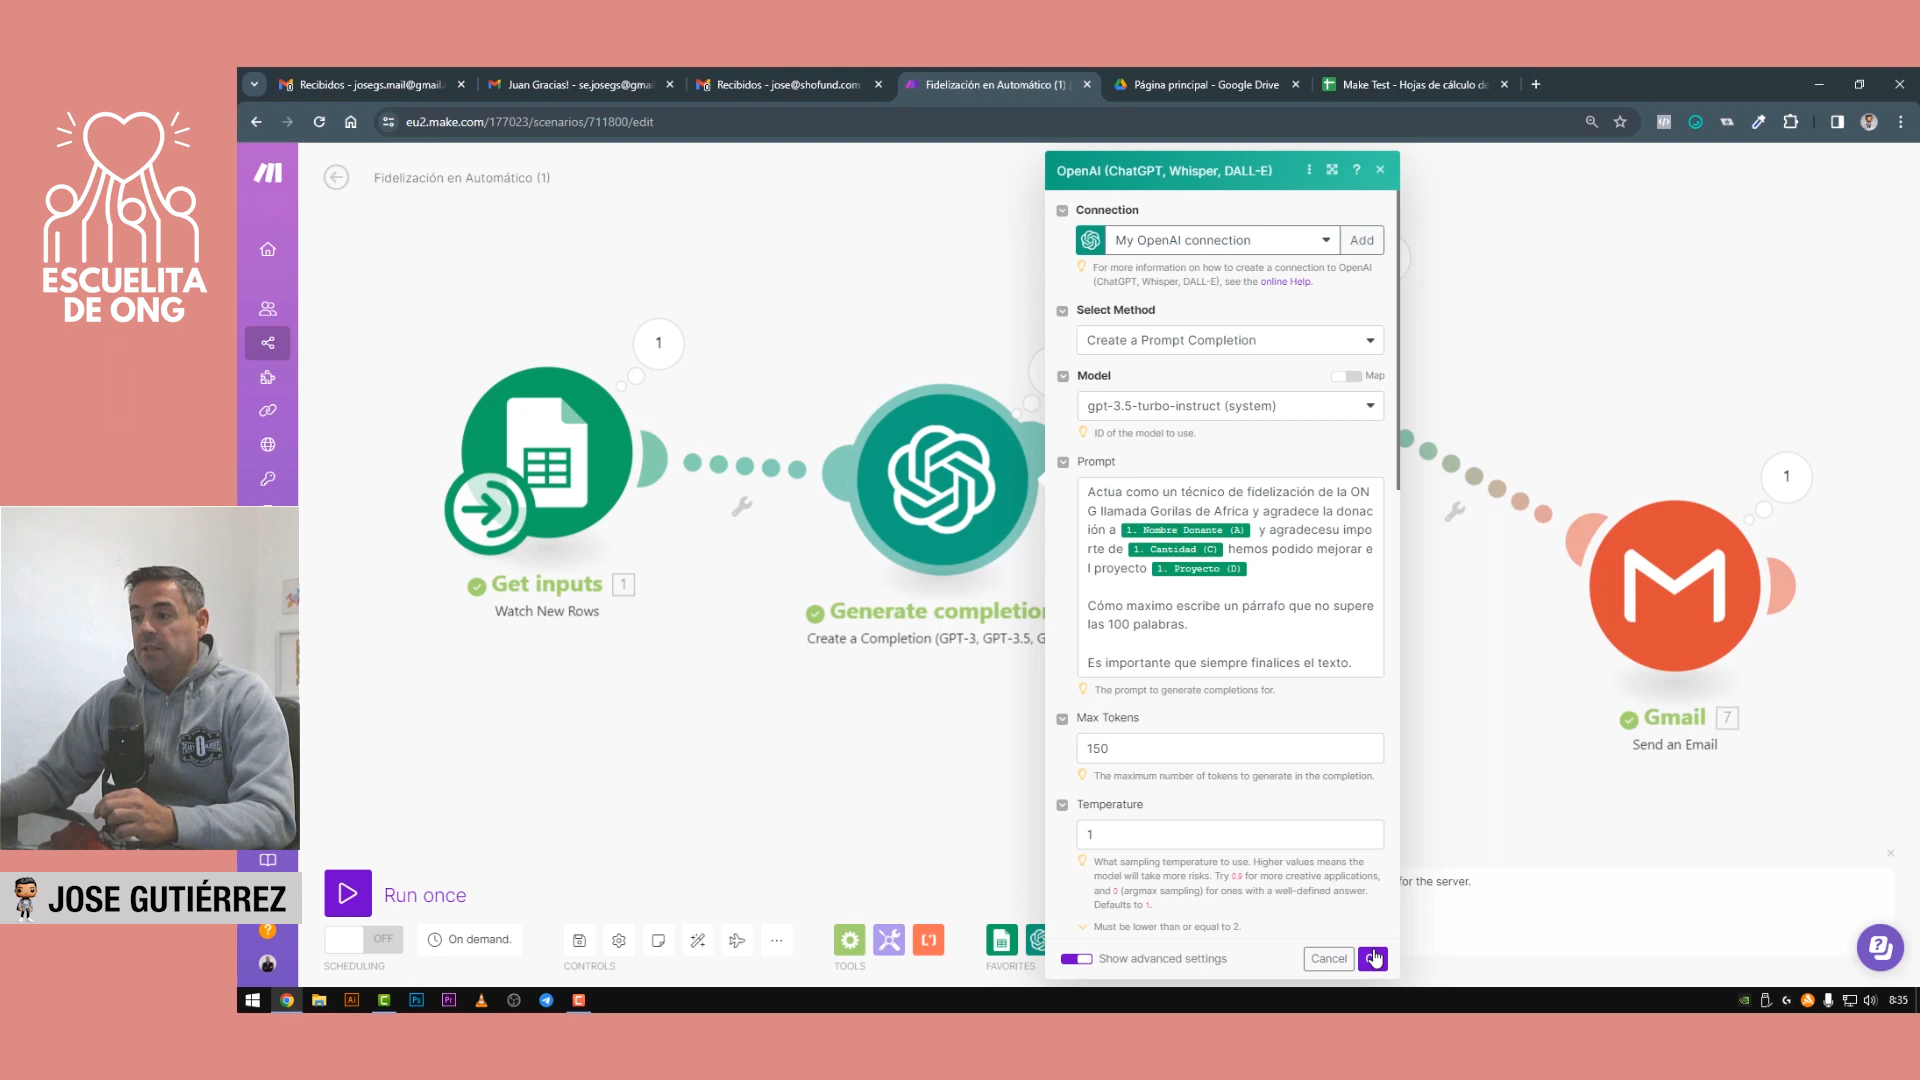 ESCUELITA
DE ONG
JOSE GUTIÉRREZ
Recibidos - josegs.mail@gmail.
Juan Gracias! - se.josegs@gmai
Recibidos - jose@shofund.com
Fidelización en Automático (1) |
Página principal - Google Drive
Make Test - Hojas de cálculo de
eu2.make.com/177023/scenarios/711800/edit
Fidelización en Automático (1)
1
Get inputs 1
Watch New Rows
Generate completion
Create a Completion (GPT-3, GPT-3.5, G
OpenAI (ChatGPT, Whisper, DALL-E)
Connection
My OpenAI connection
Add
For more information on how to create a connection to OpenAI
(ChatGPT, Whisper, DALL-E), see the online Help.
Select Method
Create a Prompt Completion
Model
Map
gpt-3.5-turbo-instruct (system)
ID of the model to use.
Prompt
Actua como un técnico de fidelización de la ON
G llamada Gorilas de Africa y agradece la donac
ión a 1. Nombre Donante (A) y agradecesu impo
rte de 1. Cantidad (C) hemos podido mejorar e
l proyecto 1. Proyecto (D)
Cómo maximo escribe un párrafo que no supere
las 100 palabras.
Es importante que siempre finalices el texto.
The prompt to generate completions for.
Max Tokens
150
The maximum number of tokens to generate in the completion.
Temperature
1
What sampling temperature to use. Higher values means the
model will take more risks. Try 0.9 for more creative applications,
and 0 (argmax sampling) for ones with a well-defined answer.
Defaults to 1.
Must be lower than or equal to 2.
Show advanced settings
Cancel
1
Gmail 7
Send an Email
for the server.
Run once
OFF
On demand.
SCHEDULING
CONTROLS
TOOLS
FAVORITES
8:35